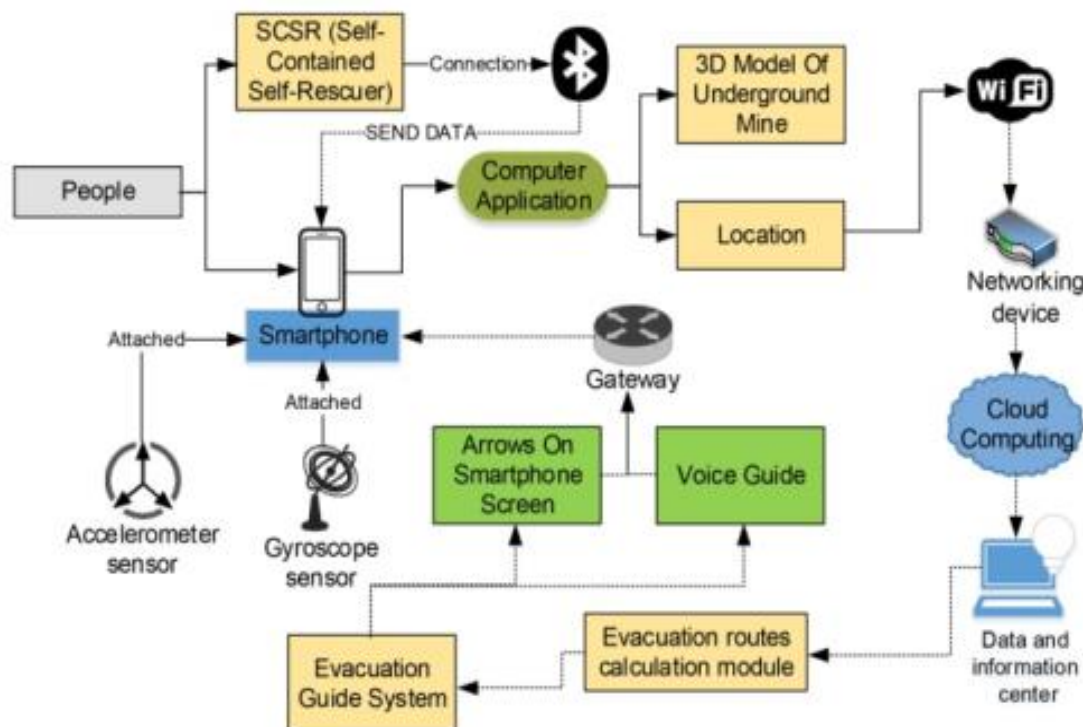 SCSR (Self-
Contained
Self-Rescuer)
Connection
3D Model Of
Underground
Mine
Wi Fi
SEND DATA
People
Computer
Application
Location
Networking
device
Attached
Smartphone
Gateway
Attached
Cloud
Computing
Arrows On
Smartphone
Screen
Voice Guide
Accelerometer
sensor
Gyroscope
sensor
Evacuation routes
calculation module
Data and
information
center
Evacuation
Guide System